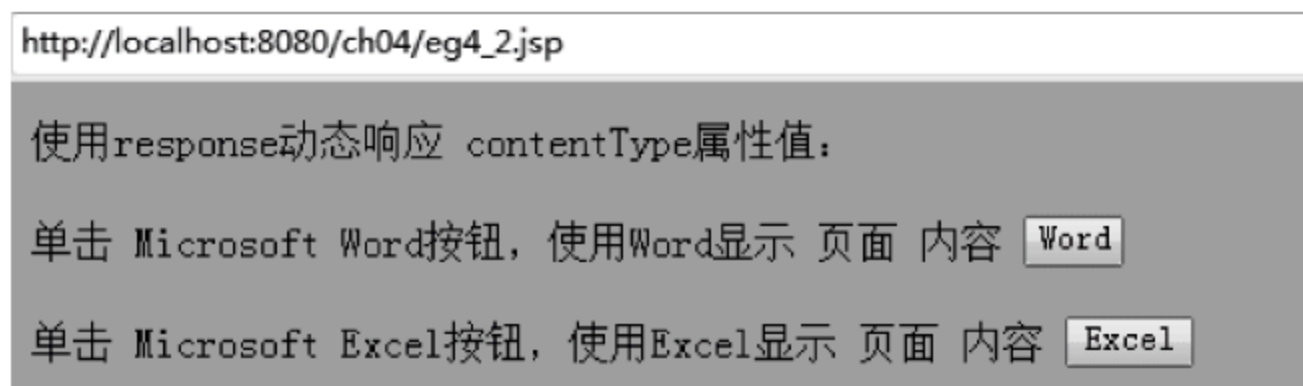 http://localhost:8080/ch04/eg4_2.jsp
使用response动态响应 contentType属性值：
单击 Microsoft Word按钮，使用Word显示 页面 内容 Word
单击 Microsoft Excel按钮，使用Excel显示 页面 内容 Excel